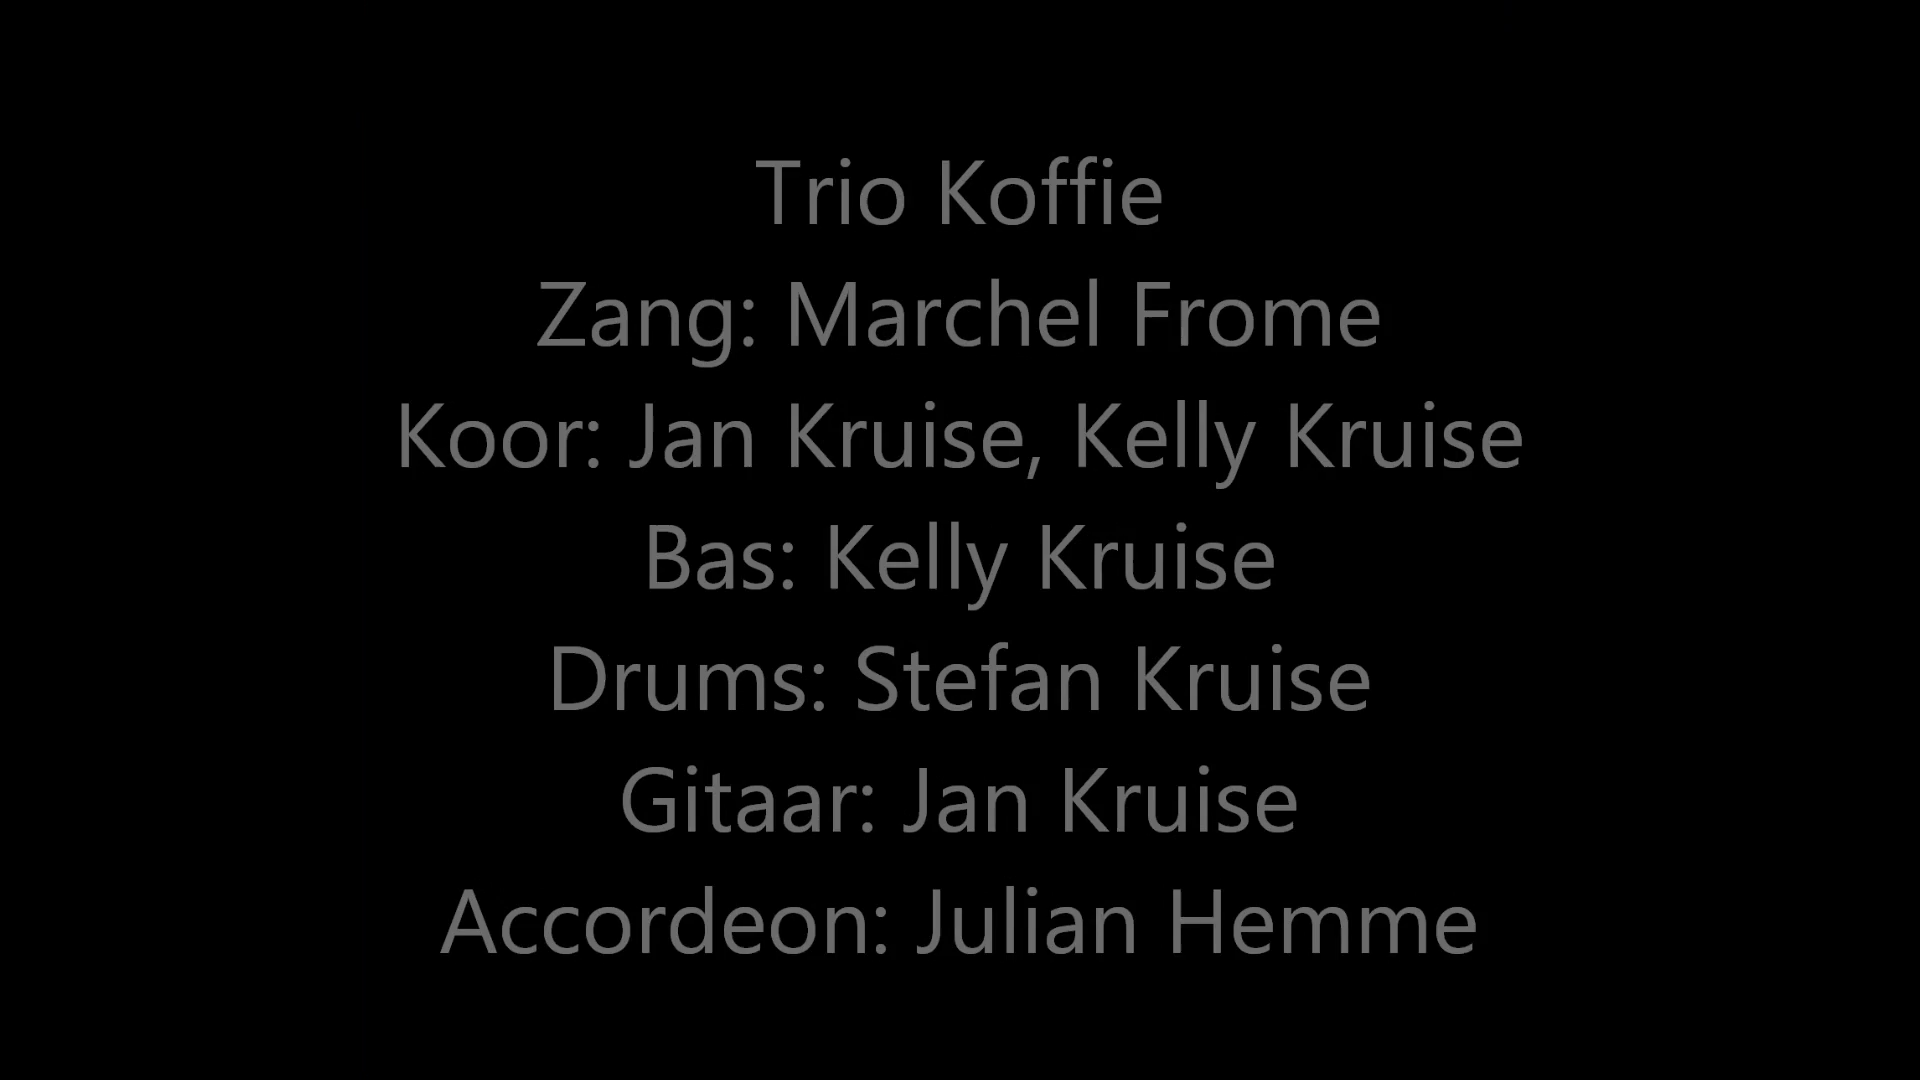 Trio Koffie
Zang: Marchel Frome
Koor: Jan Kruise, Kelly Kruise
Bas: Kelly Kruise
Drums: Stefan Kruise
Gitaar: Jan Kruise
Accordeon: Julian Hemme